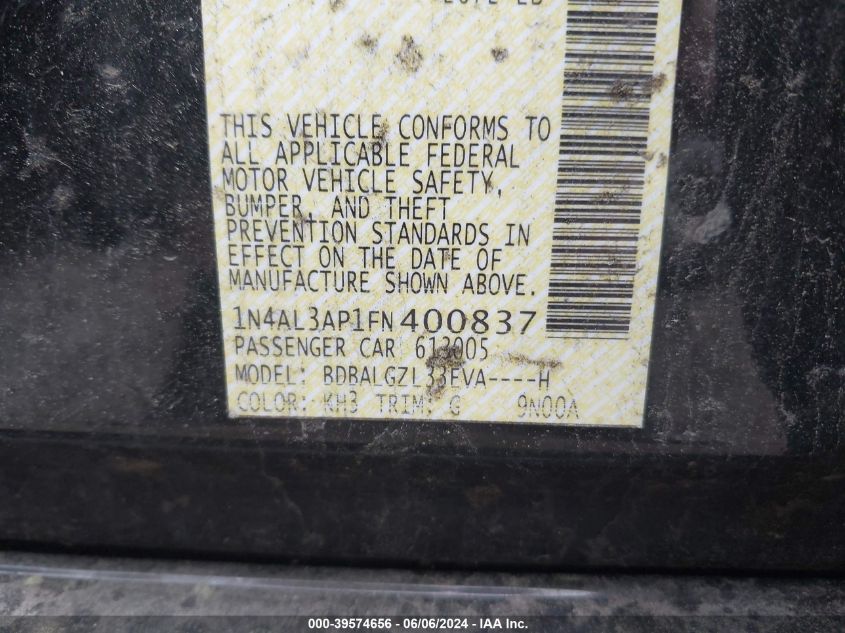 THIS VEHICLE CONFORMS TO
ALL APPLICABLE FEDERAL
MOTOR VEHICLE SAFETY,
BUMPER, AND THEFT
PREVENTION STANDARDS IN
EFFECT ON THE DATE OF
MANUFACTURE SHOWN ABOVE.
1N4AL3AP1FN400837
PASSENGER CAR 613005
MODEL: BDBALGZL33EVA----H
COLOR: KH3 TRIM: G 9N00A
000-39574656 - 06/06/2024 - IAA Inc.